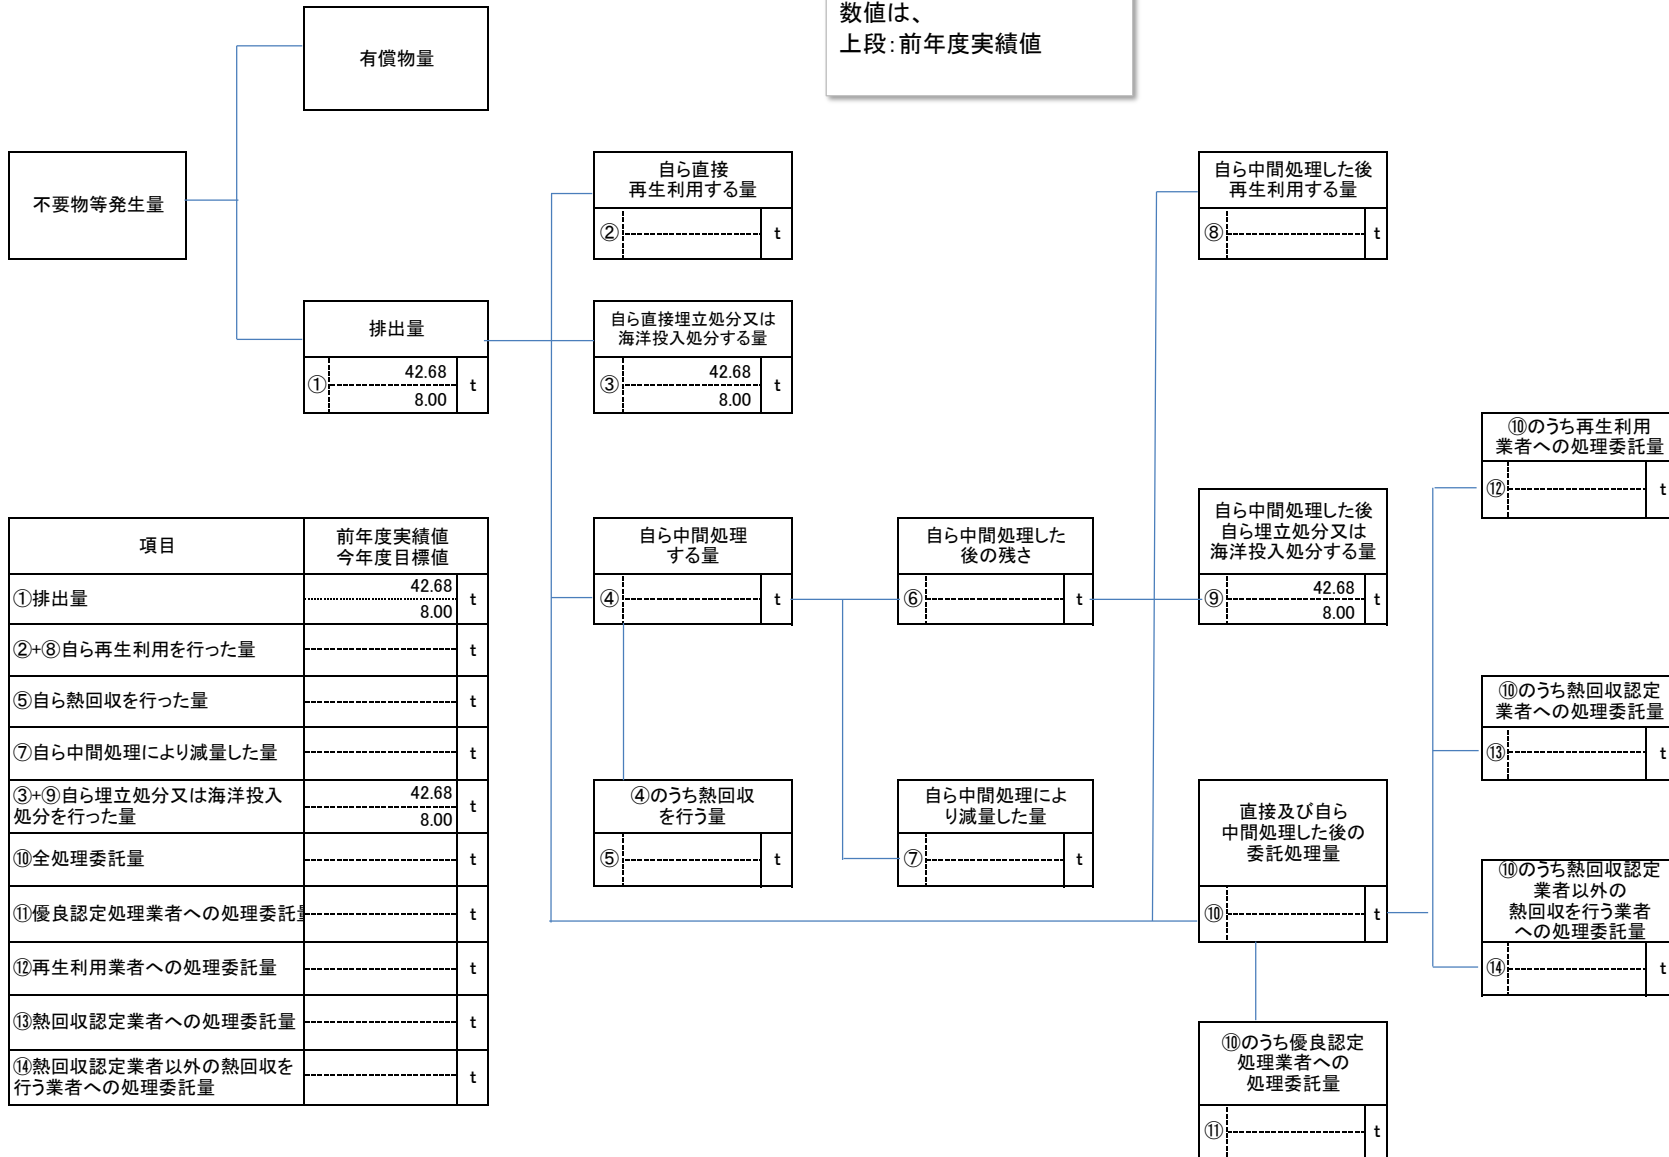 数値は、
上段：前年度実績値
有償物量
不要物等発生量
自ら直接
再生利用する量
②
t
自ら中間処理した後
再生利用する量
⑧
t
排出量
①
42.68
8.00
t
自ら直接埋立処分又は
海洋投入処分する量
③
42.68
8.00
t
⑩のうち再生利用
業者への処理委託量
⑫
t
自ら中間処理
する量
④
t
自ら中間処理した
後の残さ
⑥
t
自ら中間処理した後
自ら埋立処分又は
海洋投入処分する量
⑨
42.68
8.00
t
⑩のうち熱回収認定
業者への処理委託量
⑬
t
④のうち熱回収
を行う量
⑤
t
自ら中間処理によ
り減量した量
⑦
t
直接及び自ら
中間処理した後の
委託処理量
⑩
t
⑩のうち熱回収認定
業者以外の
熱回収を行う業者
への処理委託量
⑭
t
⑩のうち優良認定
処理業者への
処理委託量
⑪
t
項目
前年度実績値
今年度目標値
①排出量
42.68
8.00
t
②+⑧自ら再生利用を行った量
t
⑤自ら熱回収を行った量
t
⑦自ら中間処理により減量した量
t
③+⑨自ら埋立処分又は海洋投入
処分を行った量
42.68
8.00
t
⑩全処理委託量
t
⑪優良認定処理業者への処理委託量
t
⑫再生利用業者への処理委託量
t
⑬熱回収認定業者への処理委託量
t
⑭熱回収認定業者以外の熱回収を
行う業者への処理委託量
t